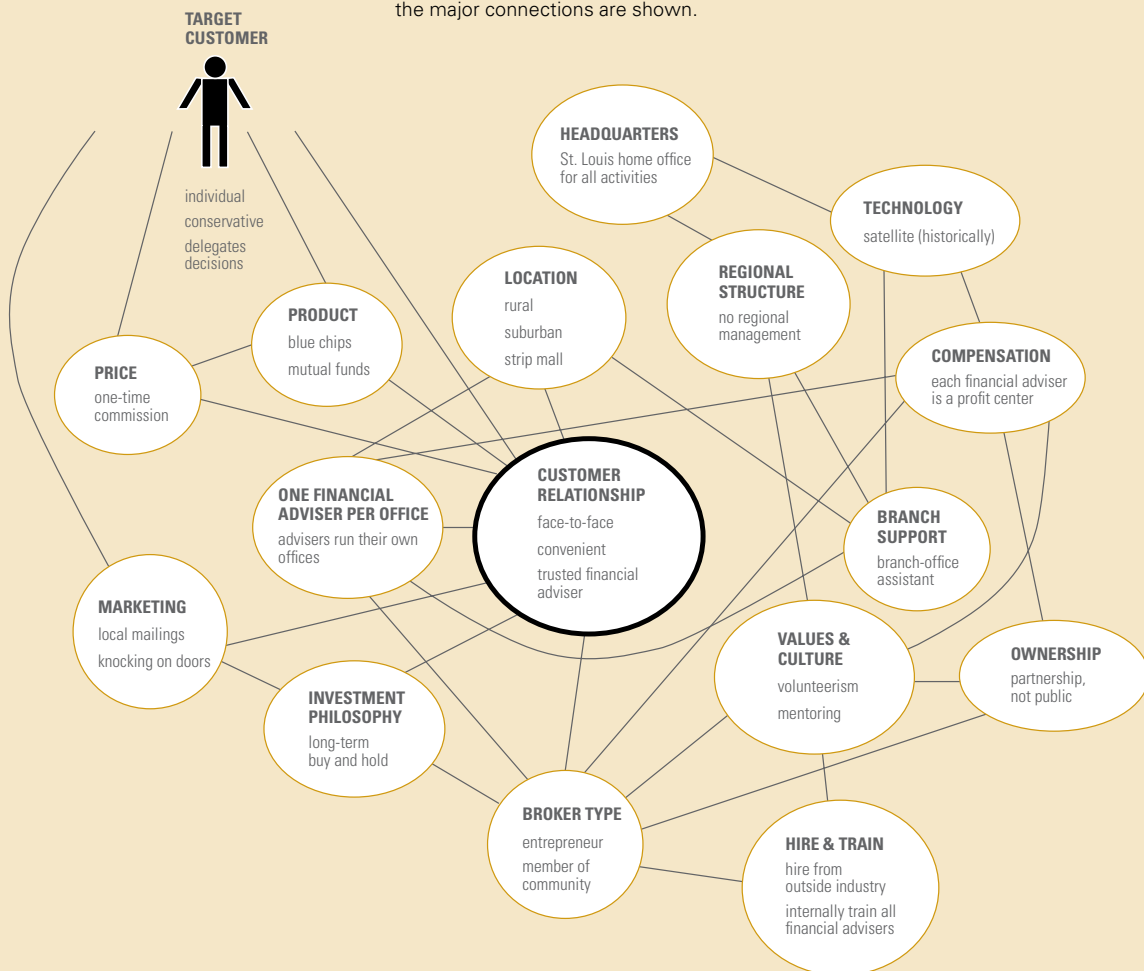 the major connections are shown.
TARGET
CUSTOMER
individual
conservative
delegates
decisions
HEADQUARTERS
St. Louis home office
for all activities
TECHNOLOGY
satellite (historically)
LOCATION
rural
suburban
strip mall
REGIONAL
STRUCTURE
no regional
management
PRODUCT
blue chips
mutual funds
PRICE
one-time
commission
COMPENSATION
each financial adviser
is a profit center
CUSTOMER
RELATIONSHIP
face-to-face
convenient
trusted financial
adviser
ONE FINANCIAL
ADVISER PER OFFICE
advisers run their own
offices
BRANCH
SUPPORT
branch-office
assistant
MARKETING
local mailings
knocking on doors
VALUES &
CULTURE
volunteerism
mentoring
OWNERSHIP
partnership,
not public
INVESTMENT
PHILOSOPHY
long-term
buy and hold
BROKER TYPE
entrepreneur
member of
community
HIRE & TRAIN
hire from
outside industry
internally train all
financial advisers